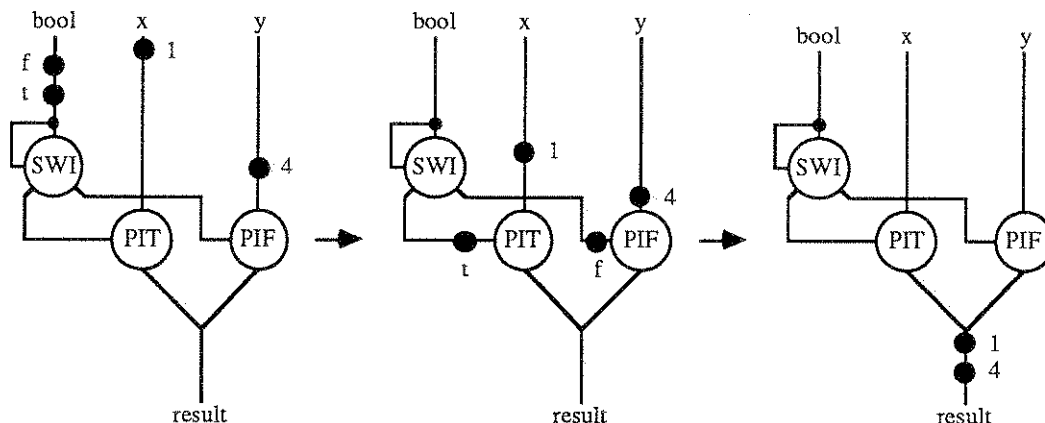 bool x y
f 1
t
SWI 4
PIT PIF
result
bool x y
SWI 1
4
PIT PIF
t f
result
bool x y
SWI
PIT PIF
1
4
result